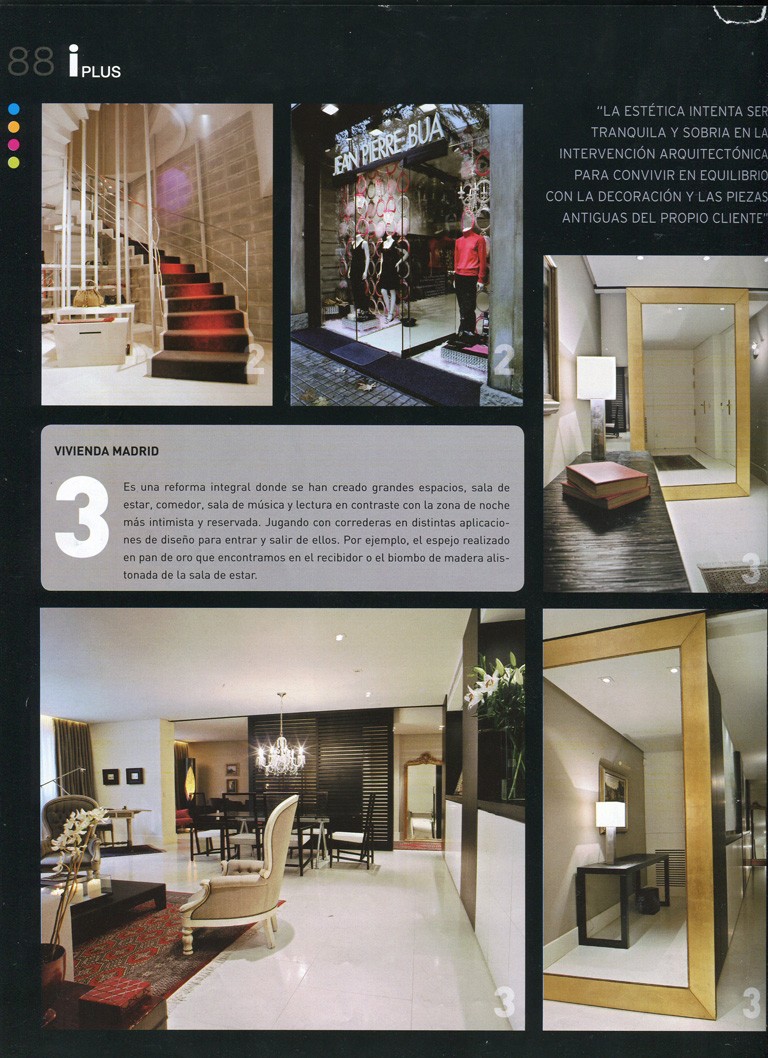 88 i PLUS
“LA ESTÉTICA INTENTA SER
TRANQUILA Y SOBRIA EN LA
INTERVENCIÓN ARQUITECTÓNICA
PARA CONVIVIR EN EQUILIBRIO
CON LA DECORACIÓN Y LAS PIEZAS
ANTIGUAS DEL PROPIO CLIENTE”
JEAN PIERRE BUA
2
2
3
VIVIENDA MADRID
3
Es una reforma integral donde se han creado grandes espacios, sala de
estar, comedor, sala de música y lectura en contraste con la zona de noche
más intimista y reservada. Jugando con correderas en distintas aplicacio-
nes de diseño para entrar y salir de ellos. Por ejemplo, el espejo realizado
en pan de oro que encontramos en el recibidor o el biombo de madera alis-
tonada de la sala de estar.
3
3